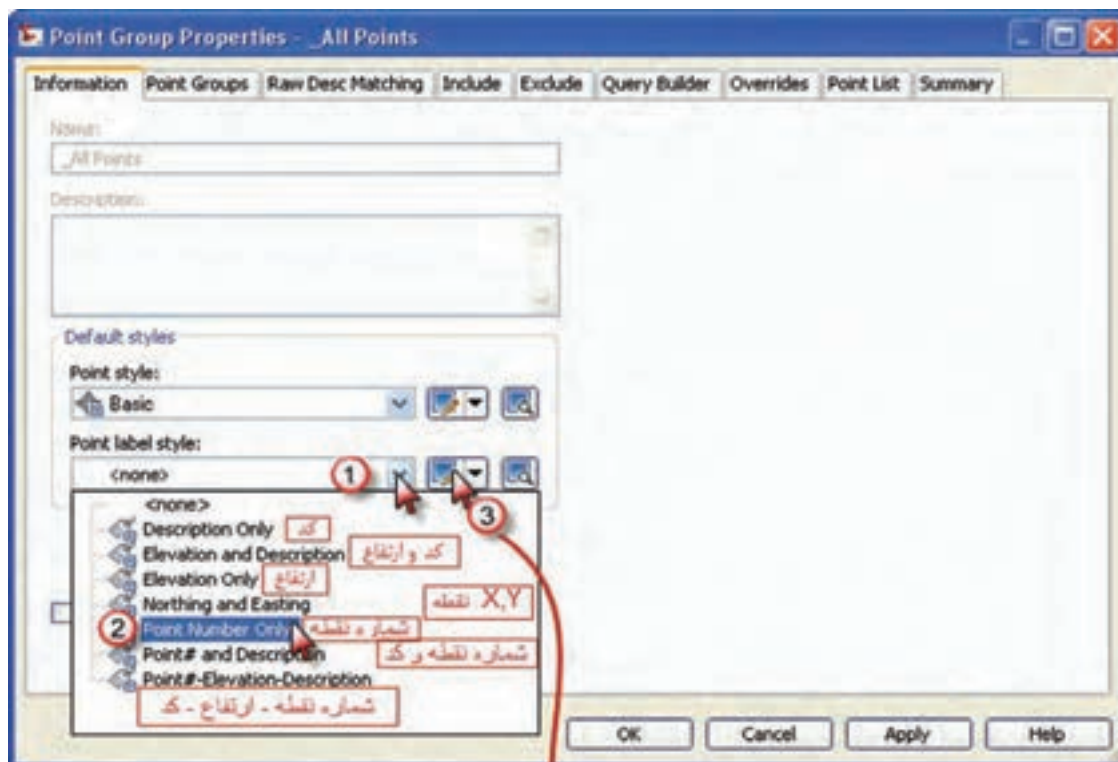 Point Group Properties - _All Points
Information Point Groups Raw Desc Matching Include Exclude Query Builder Overrides Point List Summary
Name:
_All Points
Description:
Default styles
Point style:
Basic
Point label style:
<none>
1
3
<none>
Description Only کد
Elevation and Description کد و ارتفاع
Elevation Only ارتفاع
Northing and Easting X,Y نقطه
2 Point Number Only شماره نقطه
Point# and Description شماره نقطه و کد
Point#-Elevation-Description
شماره نقطه - ارتفاع - کد
OK Cancel Apply Help